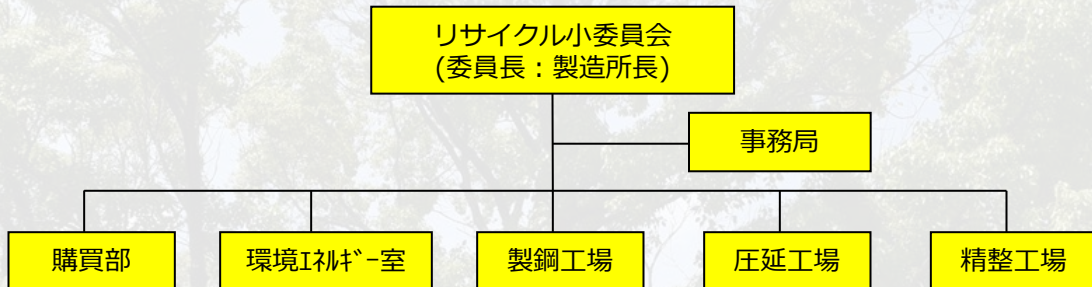 リサイクル小委員会
(委員長：製造所長)
事務局
購買部
環境ｴﾈﾙｷﾞｰ室
製鋼工場
圧延工場
精整工場